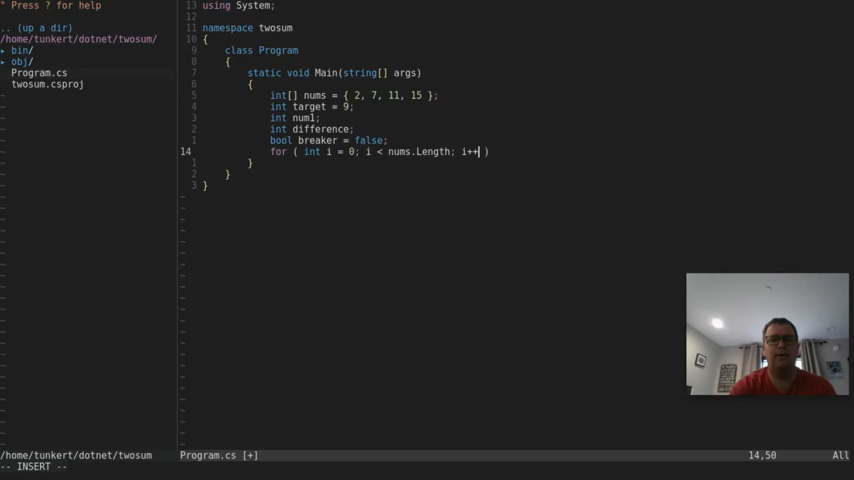 " Press ? for help
.. (up a dir)
/home/tunkert/dotnet/twosum/
▸ bin/
▸ obj/
Program.cs
twosum.csproj
13 using System;
12
11 namespace twosum
10 {
9 class Program
8 {
7 static void Main(string[] args)
6 {
5 int[] nums = { 2, 7, 11, 15 };
4 int target = 9;
3 int num1;
2 int difference;
1 bool breaker = false;
14 for ( int i = 0; i < nums.Length; i++ )
1 }
2 }
3 }
/home/tunkert/dotnet/twosum Program.cs [+] 14,50 All
-- INSERT --